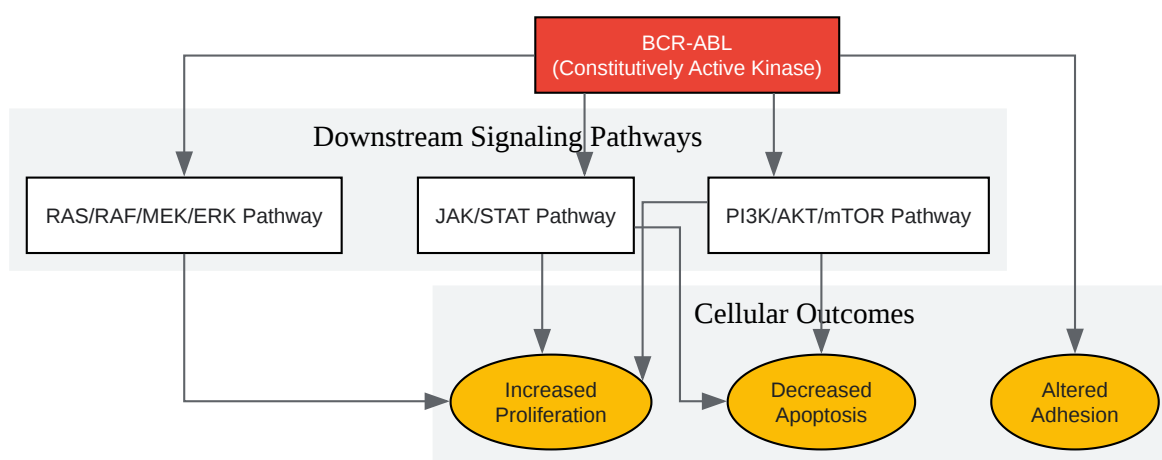 BCR-ABL
(Constitutively Active Kinase)
Downstream Signaling Pathways
RAS/RAF/MEK/ERK Pathway
JAK/STAT Pathway
PI3K/AKT/mTOR Pathway
Cellular Outcomes
Increased
Proliferation
Decreased
Apoptosis
Altered
Adhesion